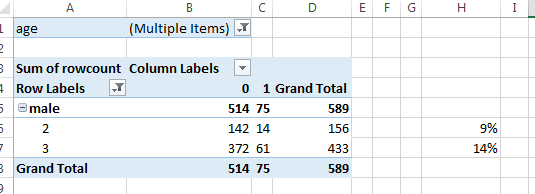 A B C D E F G H I
1 age (Multiple Items)
2
3 Sum of rowcount Column Labels
4 Row Labels 0 1 Grand Total
5 male 514 75 589
6 2 142 14 156 9%
7 3 372 61 433 14%
8 Grand Total 514 75 589
9